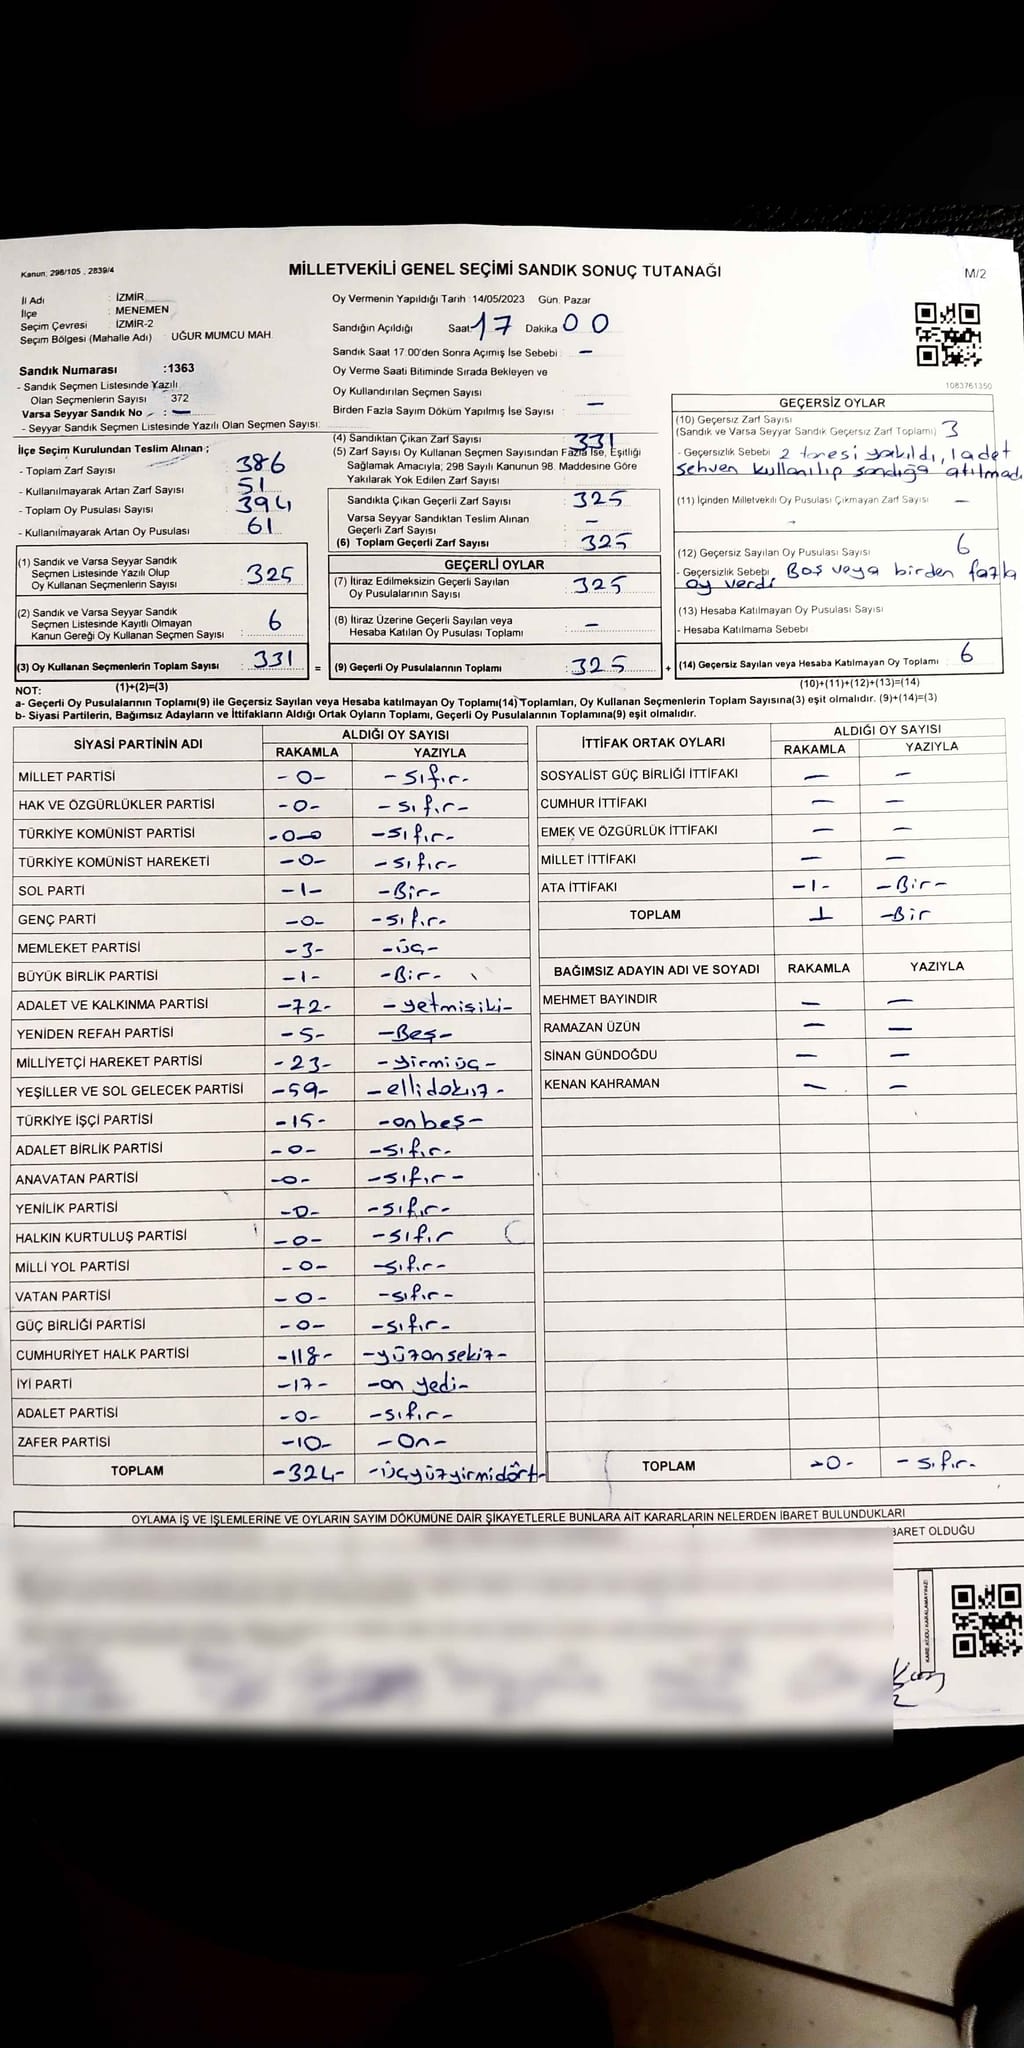 Kanun: 298/105 , 2839/4
MİLLETVEKİLİ GENEL SEÇİMİ SANDIK SONUÇ TUTANAĞI
M/2
İl Adı : İZMİR
İlçe : MENEMEN
Seçim Çevresi : İZMİR-2
Seçim Bölgesi (Mahalle Adı) : UĞUR MUMCU MAH.
Sandık Numarası :1363
- Sandık Seçmen Listesinde Yazılı
Olan Seçmenlerin Sayısı 372
Varsa Seyyar Sandık No : —
- Seyyar Sandık Seçmen Listesinde Yazılı Olan Seçmen Sayısı:
Oy Vermenin Yapıldığı Tarih : 14/05/2023 Gün: Pazar
Sandığın Açıldığı Saat 17 Dakika 00
Sandık Saat 17:00'den Sonra Açımış İse Sebebi : —
Oy Verme Saati Bitiminde Sırada Bekleyen ve
Oy Kullandırılan Seçmen Sayısı :
Birden Fazla Sayım Döküm Yapılmış İse Sayısı : —
1083761350
İlçe Seçim Kurulundan Teslim Alınan ;
- Toplam Zarf Sayısı : 386
- Kullanılmayarak Artan Zarf Sayısı : 51
- Toplam Oy Pusulası Sayısı : 394
- Kullanılmayarak Artan Oy Pusulası : 61
(1) Sandık ve Varsa Seyyar Sandık
Seçmen Listesinde Yazılı Olup
Oy Kullanan Seçmenlerin Sayısı : 325
(2) Sandık ve Varsa Seyyar Sandık
Seçmen Listesinde Kayıtlı Olmayan
Kanun Gereği Oy Kullanan Seçmen Sayısı : 6
(3) Oy Kullanan Seçmenlerin Toplam Sayısı : 331
(1)+(2)=(3)
(4) Sandıktan Çıkan Zarf Sayısı : 331
(5) Zarf Sayısı Oy Kullanan Seçmen Sayısından Fazla İse, Eşitliği
Sağlamak Amacıyla; 298 Sayılı Kanunun 98. Maddesine Göre
Yakılarak Yok Edilen Zarf Sayısı :
Sandıkta Çıkan Geçerli Zarf Sayısı : 325
Varsa Seyyar Sandıktan Teslim Alınan
Geçerli Zarf Sayısı : —
(6) Toplam Geçerli Zarf Sayısı : 325
GEÇERLİ OYLAR
(7) İtiraz Edilmeksizin Geçerli Sayılan
Oy Pusulalarının Sayısı : 325
(8) İtiraz Üzerine Geçerli Sayılan veya
Hesaba Katılan Oy Pusulası Toplamı : —
= (9) Geçerli Oy Pusulalarının Toplamı : 325 +
GEÇERSİZ OYLAR
(10) Geçersiz Zarf Sayısı
(Sandık ve Varsa Seyyar Sandık Geçersiz Zarf Toplamı) : 3
- Geçersizlik Sebebi 2 tanesi yakıldı, 1 adet
sehven kullanılıp sandığa atılmadı
(11) İçinden Milletvekili Oy Pusulası Çıkmayan Zarf Sayısı : —
(12) Geçersiz Sayılan Oy Pusulası Sayısı : 6
- Geçersizlik Sebebi Boş veya birden fazla
oy verdi
(13) Hesaba Katılmayan Oy Pusulası Sayısı :
- Hesaba Katılmama Sebebi
(14) Geçersiz Sayılan veya Hesaba Katılmayan Oy Toplamı : 6
(10)+(11)+(12)+(13)=(14)
NOT:
a- Geçerli Oy Pusulasının Toplamı(9) ile Geçersiz Sayılan veya Hesaba katılmayan Oy Toplamı(14) Toplamları, Oy Kullanan Seçmenlerin Toplam Sayısına(3) eşit olmalıdır. (9)+(14)=(3)
b- Siyasi Partilerin, Bağımsız Adayların ve İttifakların Aldığı Ortak Oyların Toplamı, Geçerli Oy Pusulalarının Toplamına(9) eşit olmalıdır.
SİYASİ PARTİNİN ADI ALDIĞI OY SAYISI
RAKAMLA YAZIYLA
MİLLET PARTİSİ -0- -sıfır-
HAK VE ÖZGÜRLÜKLER PARTİSİ -0- -sıfır-
TÜRKİYE KOMÜNİST PARTİSİ -0- -sıfır-
TÜRKİYE KOMÜNİST HAREKETİ -0- -sıfır-
SOL PARTİ -1- -Bir-
GENÇ PARTİ -0- -sıfır-
MEMLEKET PARTİSİ -3- -üç-
BÜYÜK BİRLİK PARTİSİ -1- -Bir-
ADALET VE KALKINMA PARTİSİ -72- -yetmişiki-
YENİDEN REFAH PARTİSİ -5- -Beş-
MİLLİYETÇİ HAREKET PARTİSİ -23- -yirmiüç-
YEŞİLLER VE SOL GELECEK PARTİSİ -59- -ellidokuz-
TÜRKİYE İŞÇİ PARTİSİ -15- -onbeş-
ADALET BİRLİK PARTİSİ -0- -sıfır-
ANAVATAN PARTİSİ -0- -sıfır-
YENİLİK PARTİSİ -0- -sıfır-
HALKIN KURTULUŞ PARTİSİ -0- -sıfır
MİLLİ YOL PARTİSİ -0- -sıfır-
VATAN PARTİSİ -0- -sıfır-
GÜÇ BİRLİĞİ PARTİSİ -0- -sıfır-
CUMHURİYET HALK PARTİSİ -118- -yüzonsekiz-
İYİ PARTİ -17- -on yedi-
ADALET PARTİSİ -0- -sıfır-
ZAFER PARTİSİ -10- -On-
TOPLAM -324- -üçyüzyirmidört-
İTTİFAK ORTAK OYLARI ALDIĞI OY SAYISI
RAKAMLA YAZIYLA
SOSYALİST GÜÇ BİRLİĞİ İTTİFAKI — —
CUMHUR İTTİFAKI — —
EMEK VE ÖZGÜRLÜK İTTİFAKI — —
MİLLET İTTİFAKI — —
ATA İTTİFAKI -1- -Bir-
TOPLAM 1 -Bir
BAĞIMSIZ ADAYIN ADI VE SOYADI RAKAMLA YAZIYLA
MEHMET BAYINDIR — —
RAMAZAN ÜZÜN — —
SİNAN GÜNDOĞDU — —
KENAN KAHRAMAN — —
TOPLAM -0- -sıfır-
OYLAMA İŞ VE İŞLEMLERİNE VE OYLARIN SAYIM DÖKÜMÜNE DAİR ŞİKAYETLERLE BUNLARA AİT KARARLARIN NELERDEN İBARET BULUNDUKLARI
BARET OLDUĞU
KARE KODU KARALAMAYINIZ!